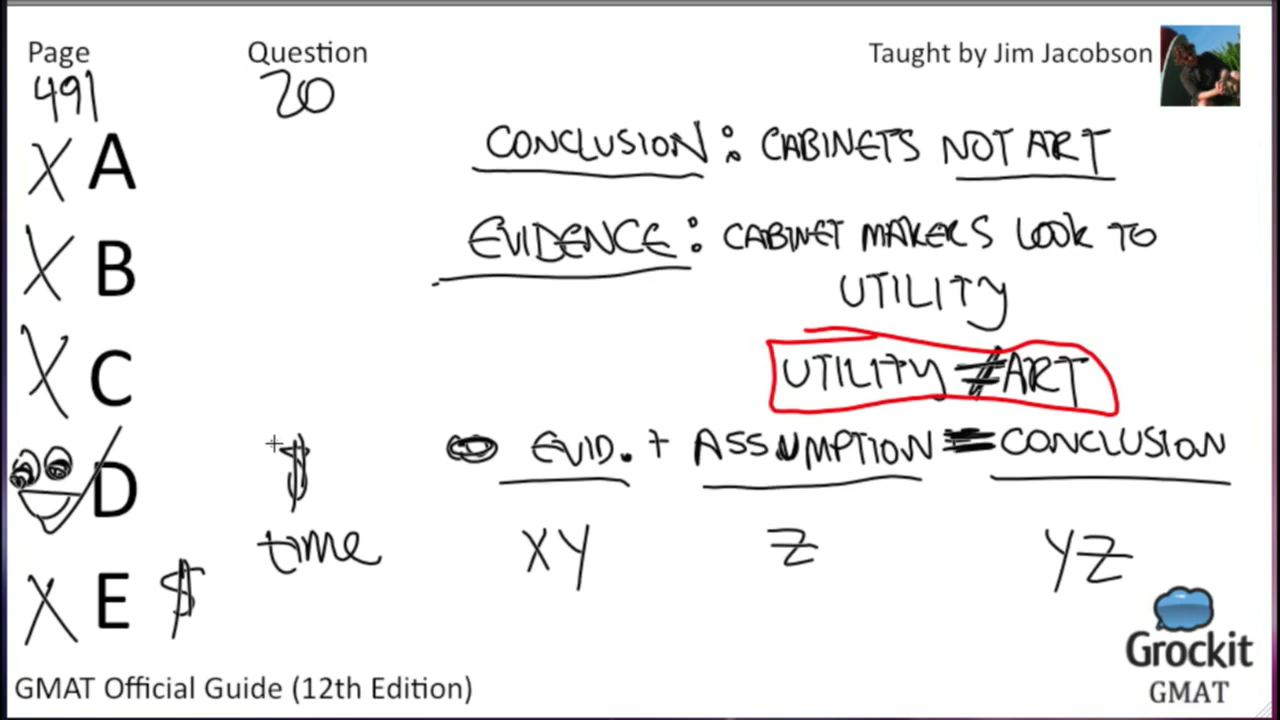 Page Question Taught by Jim Jacobson
491 20
X A
CONCLUSION: CABINETS NOT ART
X B
EVIDENCE: CABINET MAKERS LOOK TO
UTILITY
X C
UTILITY ≠ ART
D $
EVID. + ASSUMPTION = CONCLUSION
time
XY Z YZ
X E $
Grockit
GMAT
GMAT Official Guide (12th Edition)